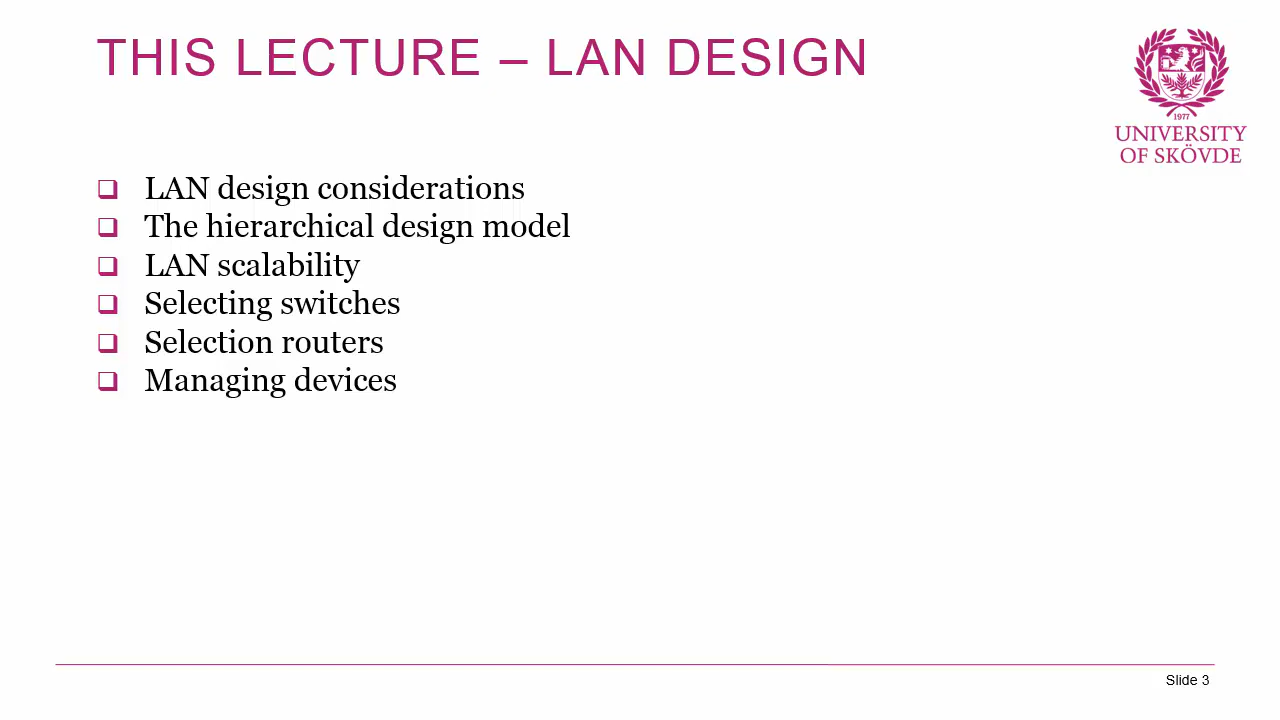 THIS LECTURE – LAN DESIGN
1977
UNIVERSITY
OF SKÖVDE
LAN design considerations
The hierarchical design model
LAN scalability
Selecting switches
Selection routers
Managing devices
Slide 3